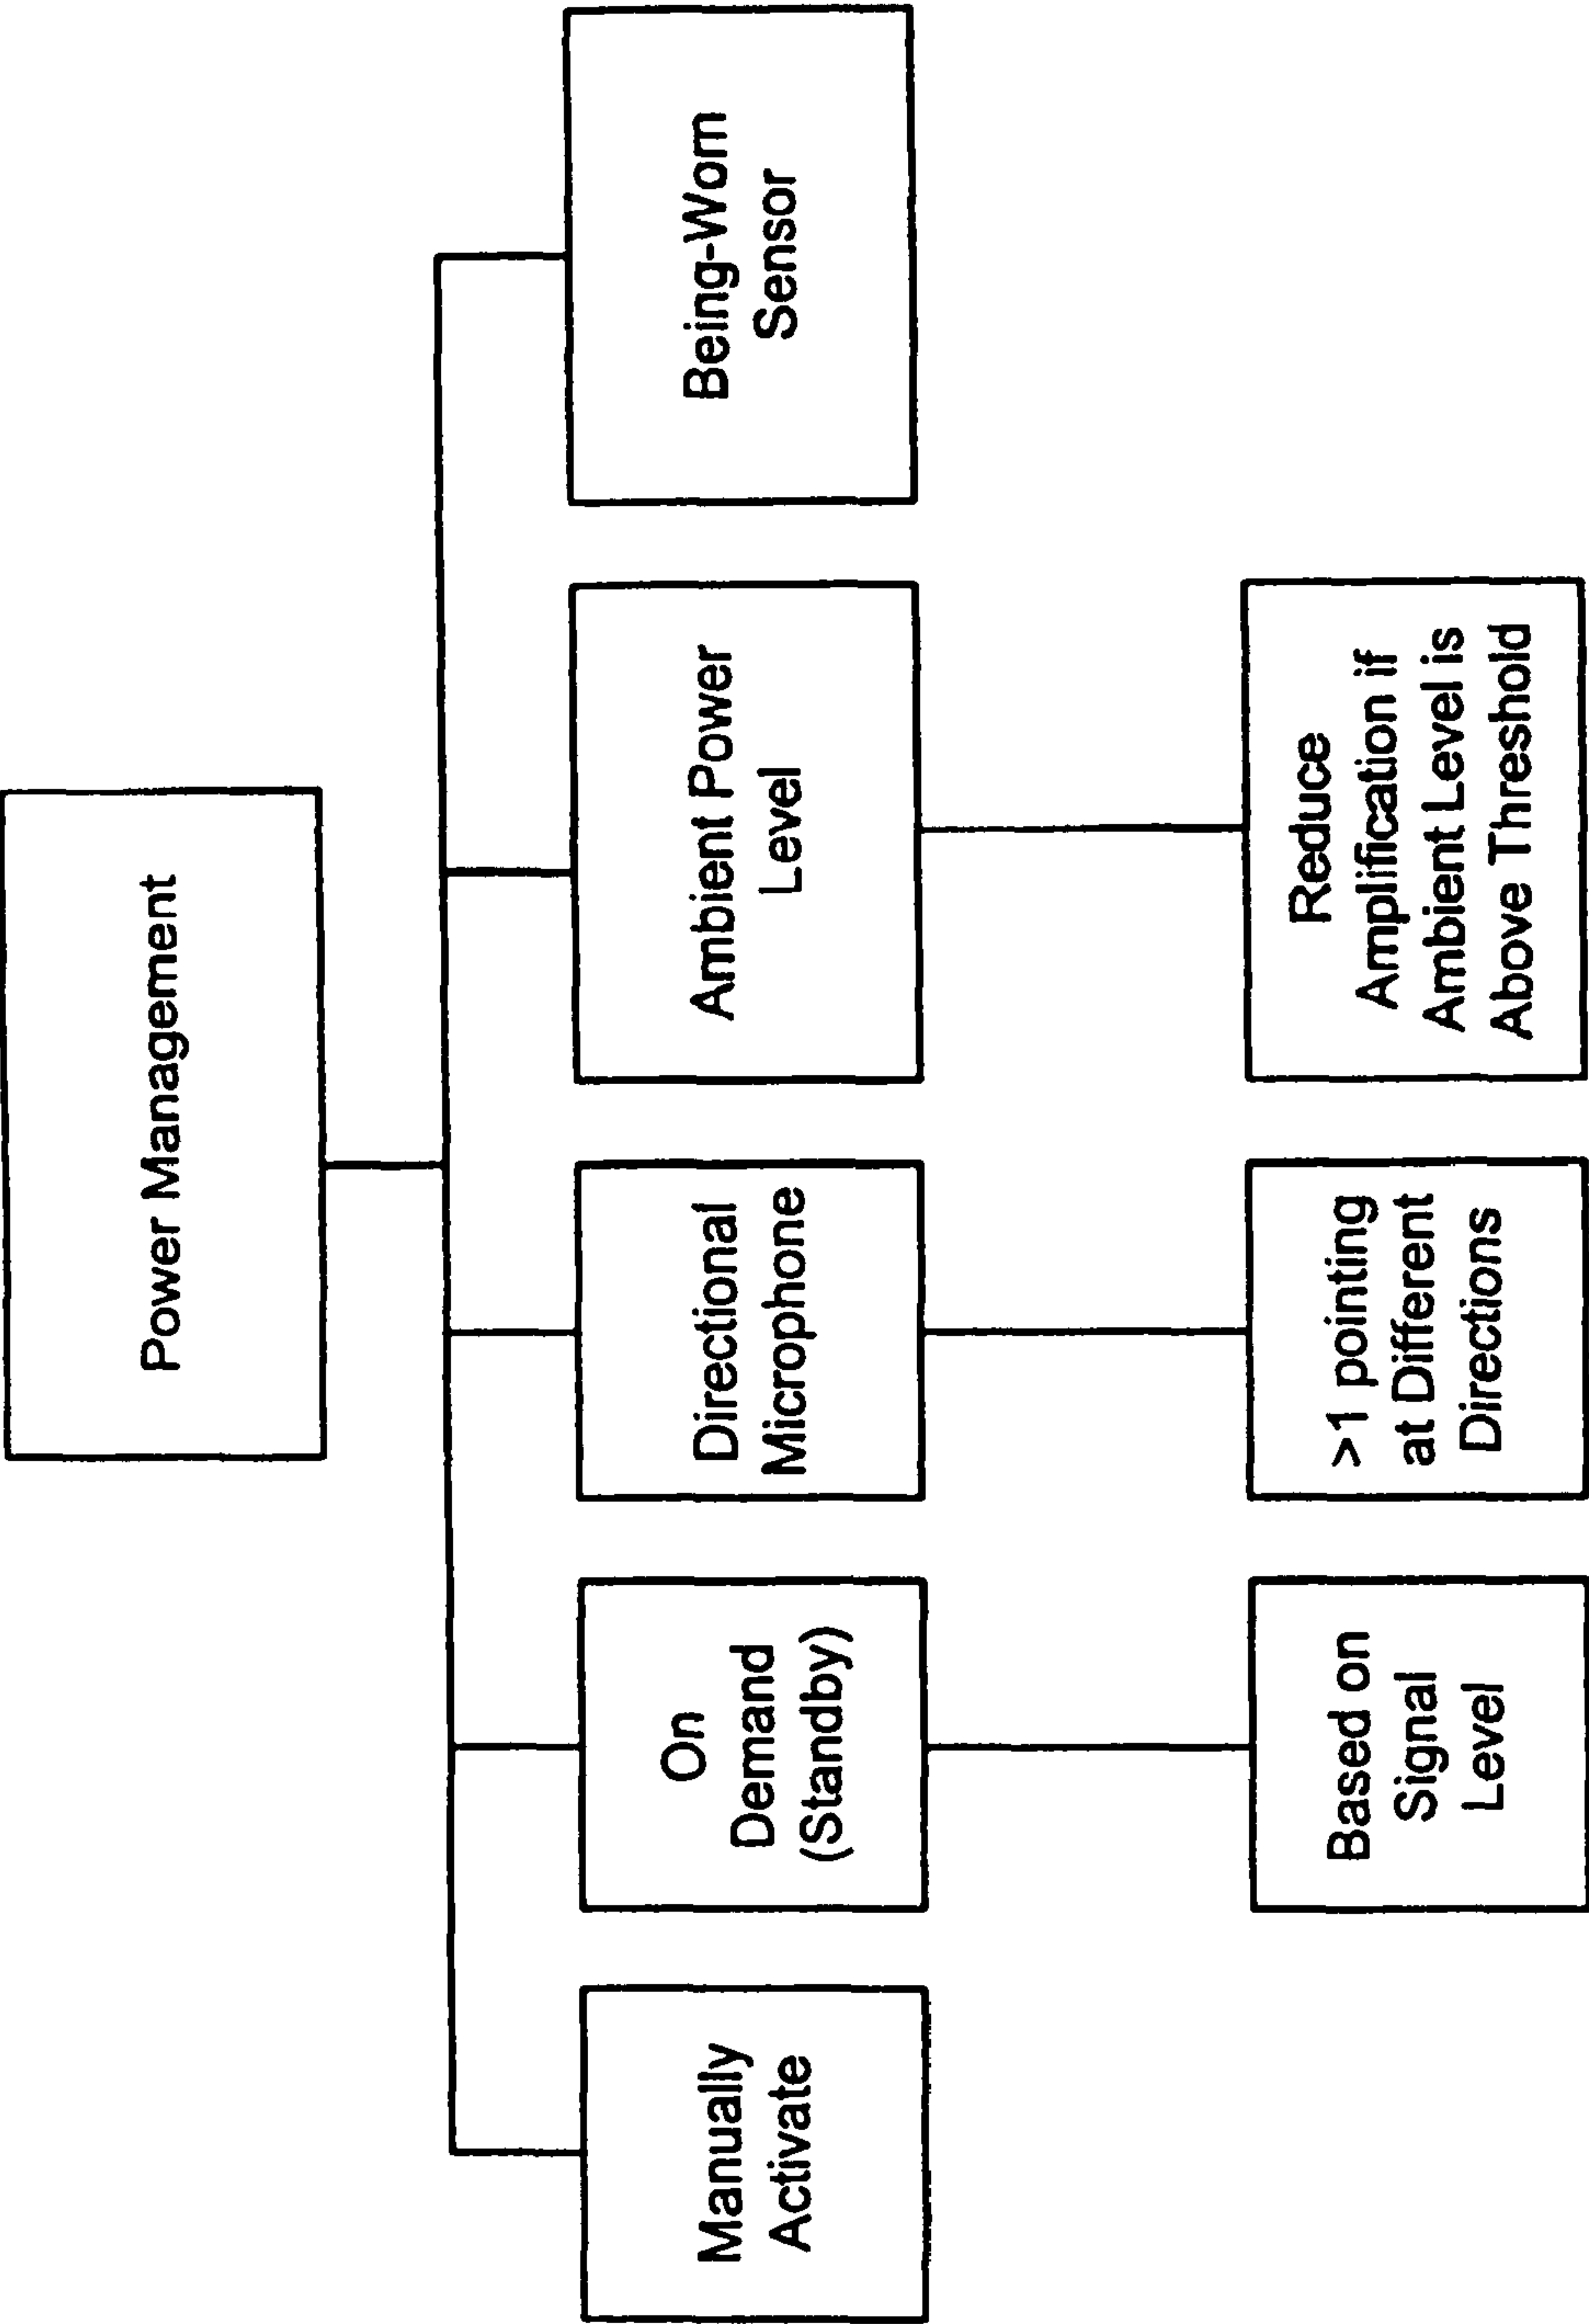 Power Management
Manually
Activate
On
Demand
(Standby)
Directional
Microphone
Ambient Power
Level
Being-Worn
Sensor
Based on
Signal
Level
>1 pointing
at Different
Directions
Reduce
Amplification if
Ambient Level is
Above Threshold